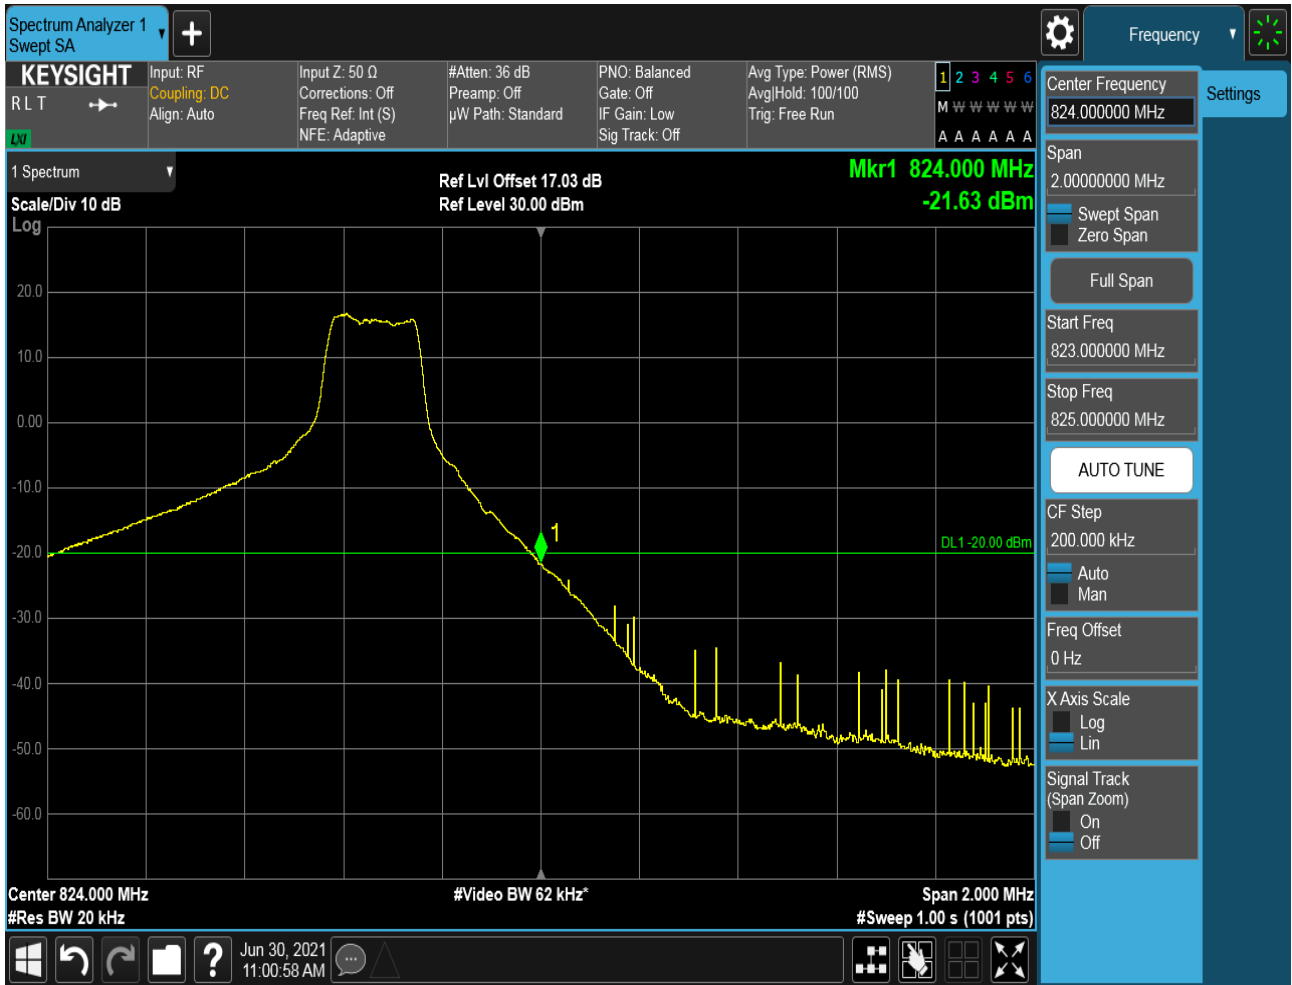 Spectrum Analyzer 1
Swept SA
Frequency
KEYSIGHT
R L T
LXI
Input: RF
Coupling: DC
Align: Auto
Input Z: 50 Ω
Corrections: Off
Freq Ref: Int (S)
NFE: Adaptive
#Atten: 36 dB
Preamp: Off
µW Path: Standard
PNO: Balanced
Gate: Off
IF Gain: Low
Sig Track: Off
Avg Type: Power (RMS)
Avg|Hold: 100/100
Trig: Free Run
1 2 3 4 5 6
M W W W W W
A A A A A A
1 Spectrum
Scale/Div 10 dB
Log
Ref Lvl Offset 17.03 dB
Ref Level 30.00 dBm
Mkr1 824.000 MHz
-21.63 dBm
20.0
10.0
0.00
-10.0
-20.0
-30.0
-40.0
-50.0
-60.0
1
DL1 -20.00 dBm
Center 824.000 MHz
#Res BW 20 kHz
#Video BW 62 kHz*
Span 2.000 MHz
#Sweep 1.00 s (1001 pts)
Center Frequency
824.000000 MHz
Settings
Span
2.00000000 MHz
Swept Span
Zero Span
Full Span
Start Freq
823.000000 MHz
Stop Freq
825.000000 MHz
AUTO TUNE
CF Step
200.000 kHz
Auto
Man
Freq Offset
0 Hz
X Axis Scale
Log
Lin
Signal Track
(Span Zoom)
On
Off
?
Jun 30, 2021
11:00:58 AM